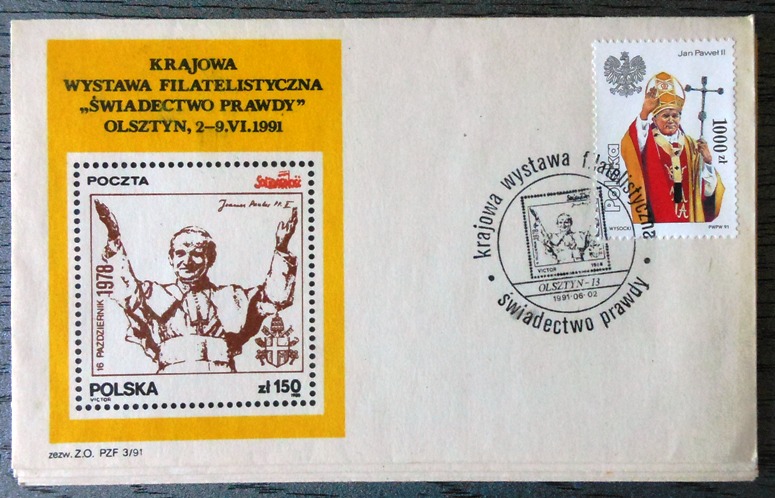 KRAJOWA
WYSTAWA FILATELISTYCZNA
„ŚWIADECTWO PRAWDY”
OLSZTYN, 2–9.VI.1991
POCZTA
SOLIDARNOŚĆ
16 PAŹDZIERNIK 1978
POLSKA
zł 150
VICTOR
zezw. Z.O. PZF 3/91
Jan Paweł II
1000 zł
Polska
WYSOCKI
PWPW 91
krajowa wystawa filatelistyczna
VICTOR
OLSZTYN-13
1991-06-02
świadectwo prawdy